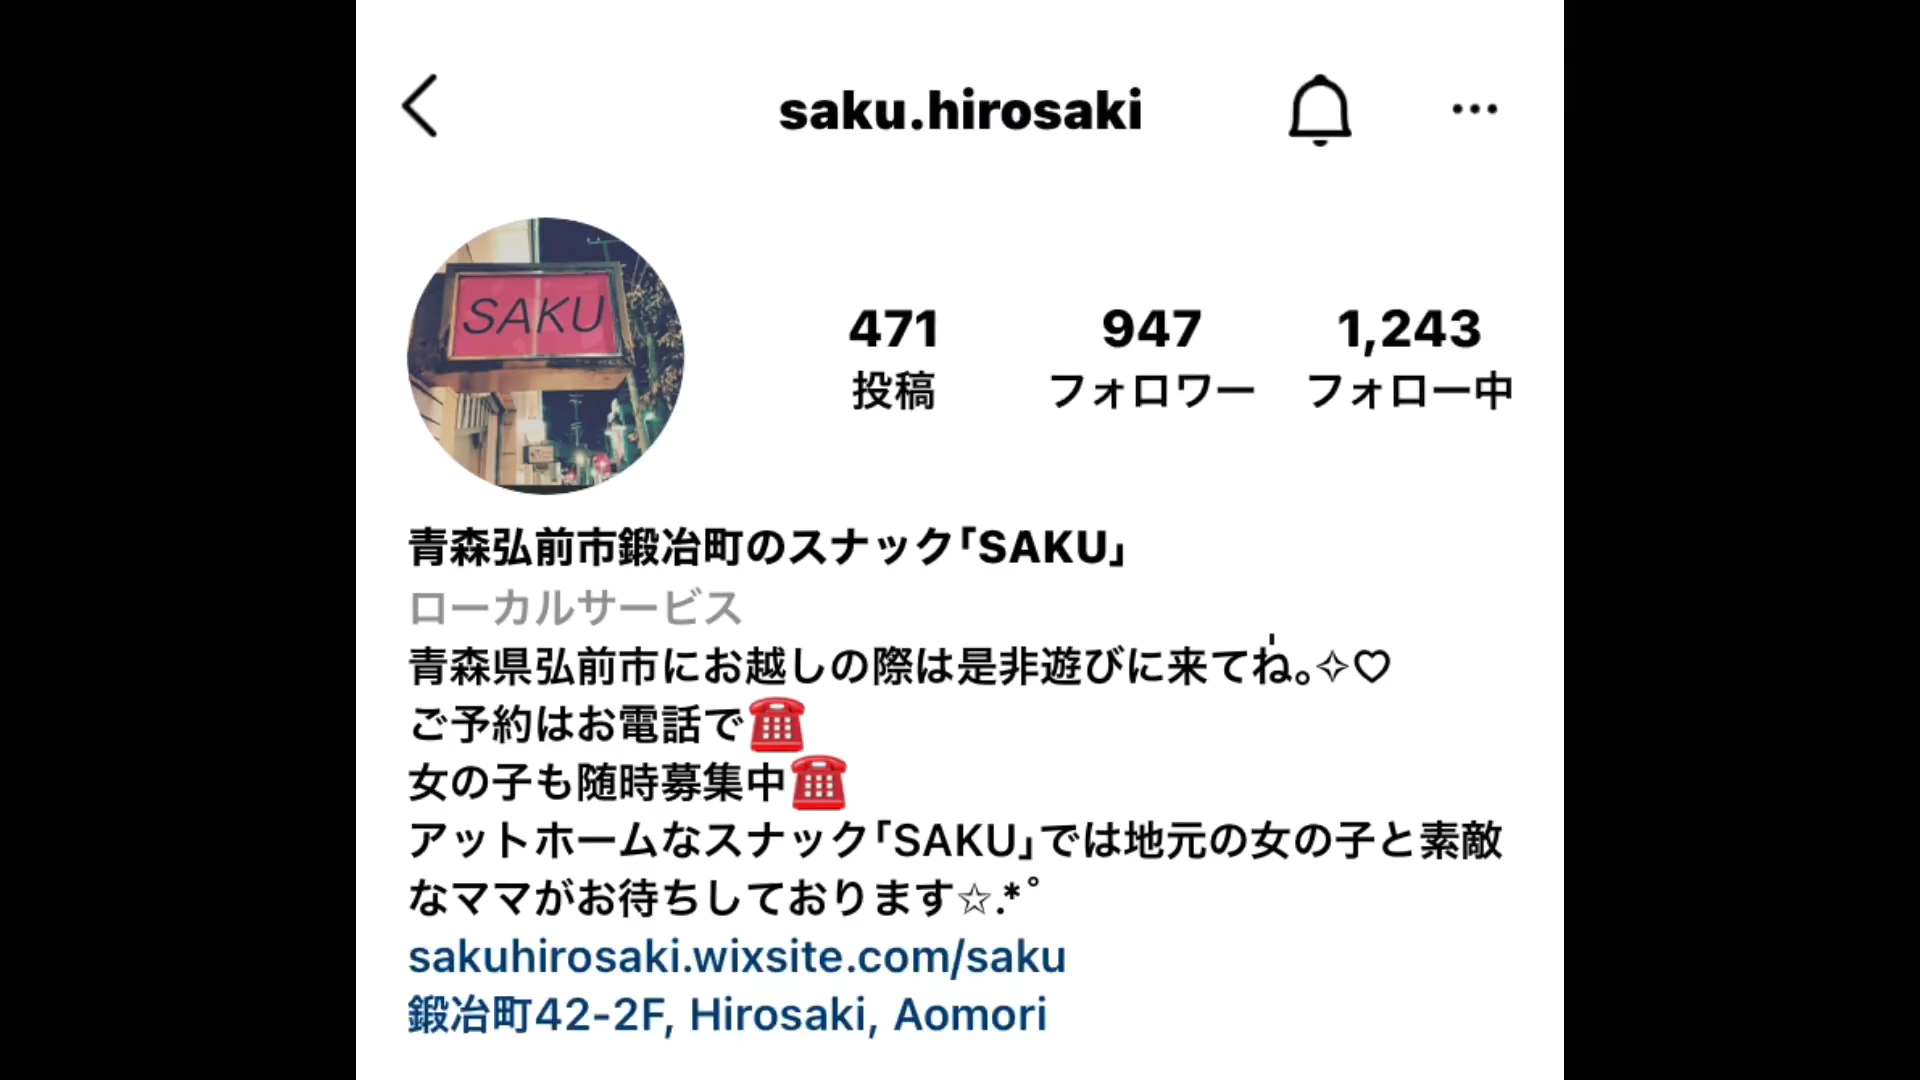 saku.hirosaki
SAKU
471
947
1,243
投稿
フォロワー
フォロー中
青森弘前市鍛冶町のスナック｢SAKU｣
ローカルサービス
青森県弘前市にお越しの際は是非遊びに来てね̍｡✧♡
ご予約はお電話で☎️
女の子も随時募集中☎️
アットホームなスナック｢SAKU｣では地元の女の子と素敵
なママがお待ちしております☆.*ﾟ
sakuhirosaki.wixsite.com/saku
鍛冶町42-2F, Hirosaki, Aomori